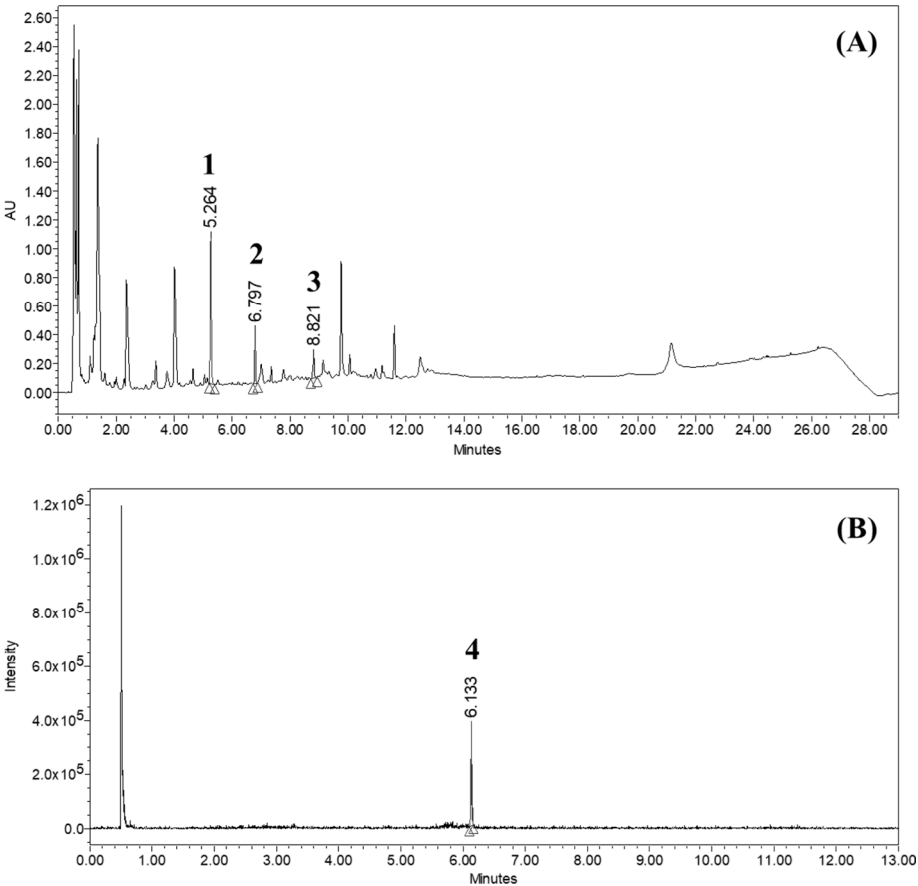 (A)
2.60
2.40
2.20
2.00
1.80
1.60
1.40
1.20
1.00
0.80
0.60
0.40
0.20
0.00
AU
1
5.264
2
6.797
3
8.821
0.00 2.00 4.00 6.00 8.00 10.00 12.00 14.00 16.00 18.00 20.00 22.00 24.00 26.00 28.00
Minutes
(B)
1.2x10⁶
1.0x10⁶
8.0x10⁵
6.0x10⁵
4.0x10⁵
2.0x10⁵
0.0
Intensity
4
6.133
0.00 1.00 2.00 3.00 4.00 5.00 6.00 7.00 8.00 9.00 10.00 11.00 12.00 13.00
Minutes